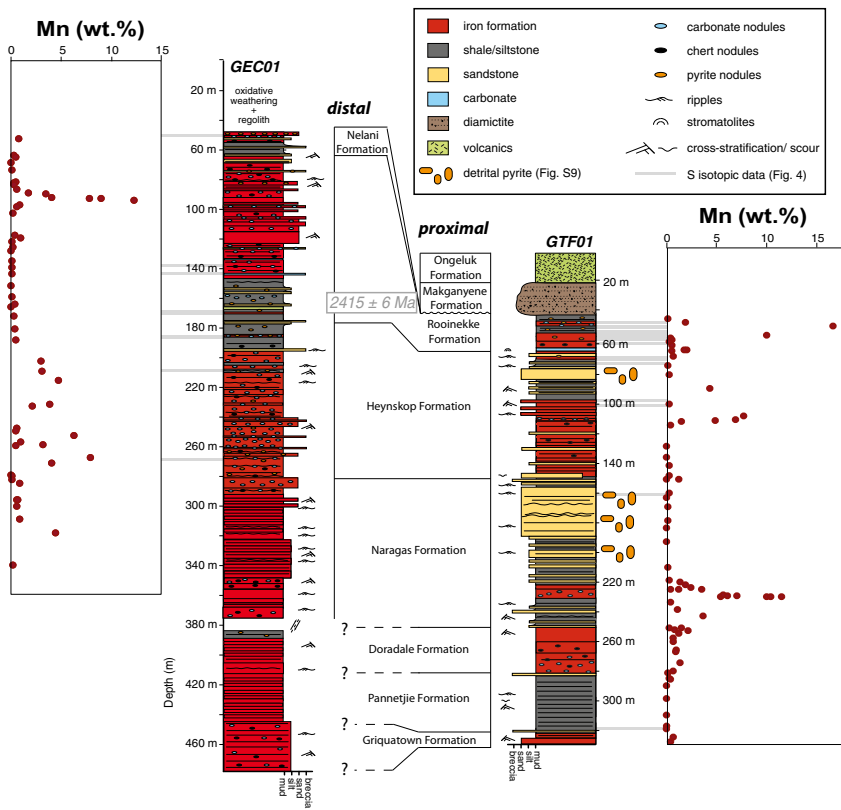 Mn (wt.%)
0
5
10
15
GEC01
oxidative
weathering
+
regolith
20 m
60 m
100 m
140 m
180 m
220 m
260 m
300 m
380 m
420 m
460 m
Depth (m)
mud
silt
sand
breccia
distal
Nelani
Formation
2415 ± 6 Ma
proximal
Ongeluk
Formation
Makganyene
Formation
Rooinekke
Formation
Heynskop Formation
Naragas Formation
?
Doradale Formation
?
Pannetjie Formation
?
Griquatown Formation
?
iron formation
shale/siltstone
sandstone
carbonate
diamictite
volcanics
detrital pyrite (Fig. S9)
carbonate nodules
chert nodules
pyrite nodules
ripples
stromatolites
cross-stratification/ scour
S isotopic data (Fig. 4)
GTF01
20 m
60 m
100 m
140 m
220 m
260 m
300 m
breccia
sand
silt
mud
Mn (wt.%)
0
5
10
15